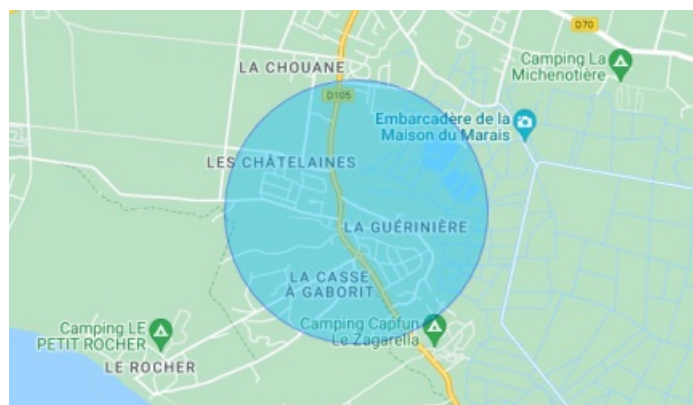 D70
Camping La
Michenotière
LA CHOUANE
D105
Embarcadère de la
Maison du Marais
LES CHÂTELAINES
LA GUÉRINIÈRE
LA CASSE
À GABORIT
Camping LE
PETIT ROCHER
Camping Capfun
Le Zagarella
LE ROCHER